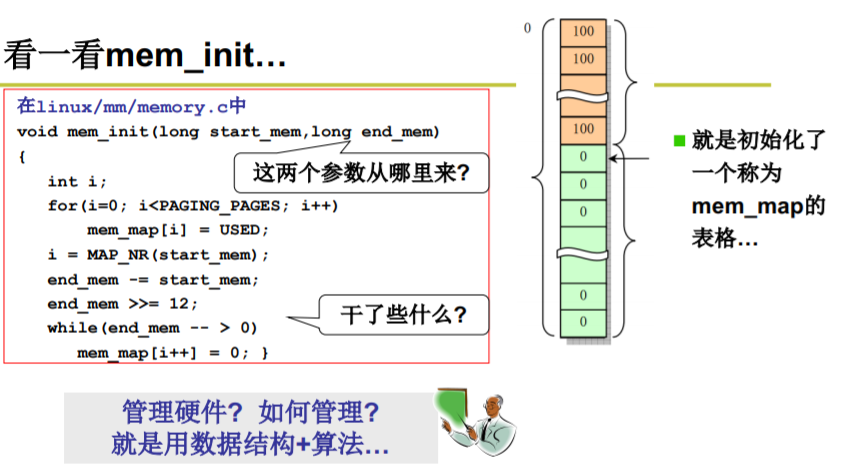 看一看mem_init…
在linux/mm/memory.c中
void mem_init(long start_mem,long end_mem)
{
这两个参数从哪里来?
int i;
for(i=0; i<PAGING_PAGES; i++)
mem_map[i] = USED;
i = MAP_NR(start_mem);
end_mem -= start_mem;
end_mem >>= 12;
干了些什么?
while(end_mem -- > 0)
mem_map[i++] = 0; }
0
100
100
100
0
0
0
0
0
就是初始化了
一个称为
mem_map的
表格…
管理硬件? 如何管理?
就是用数据结构+算法…